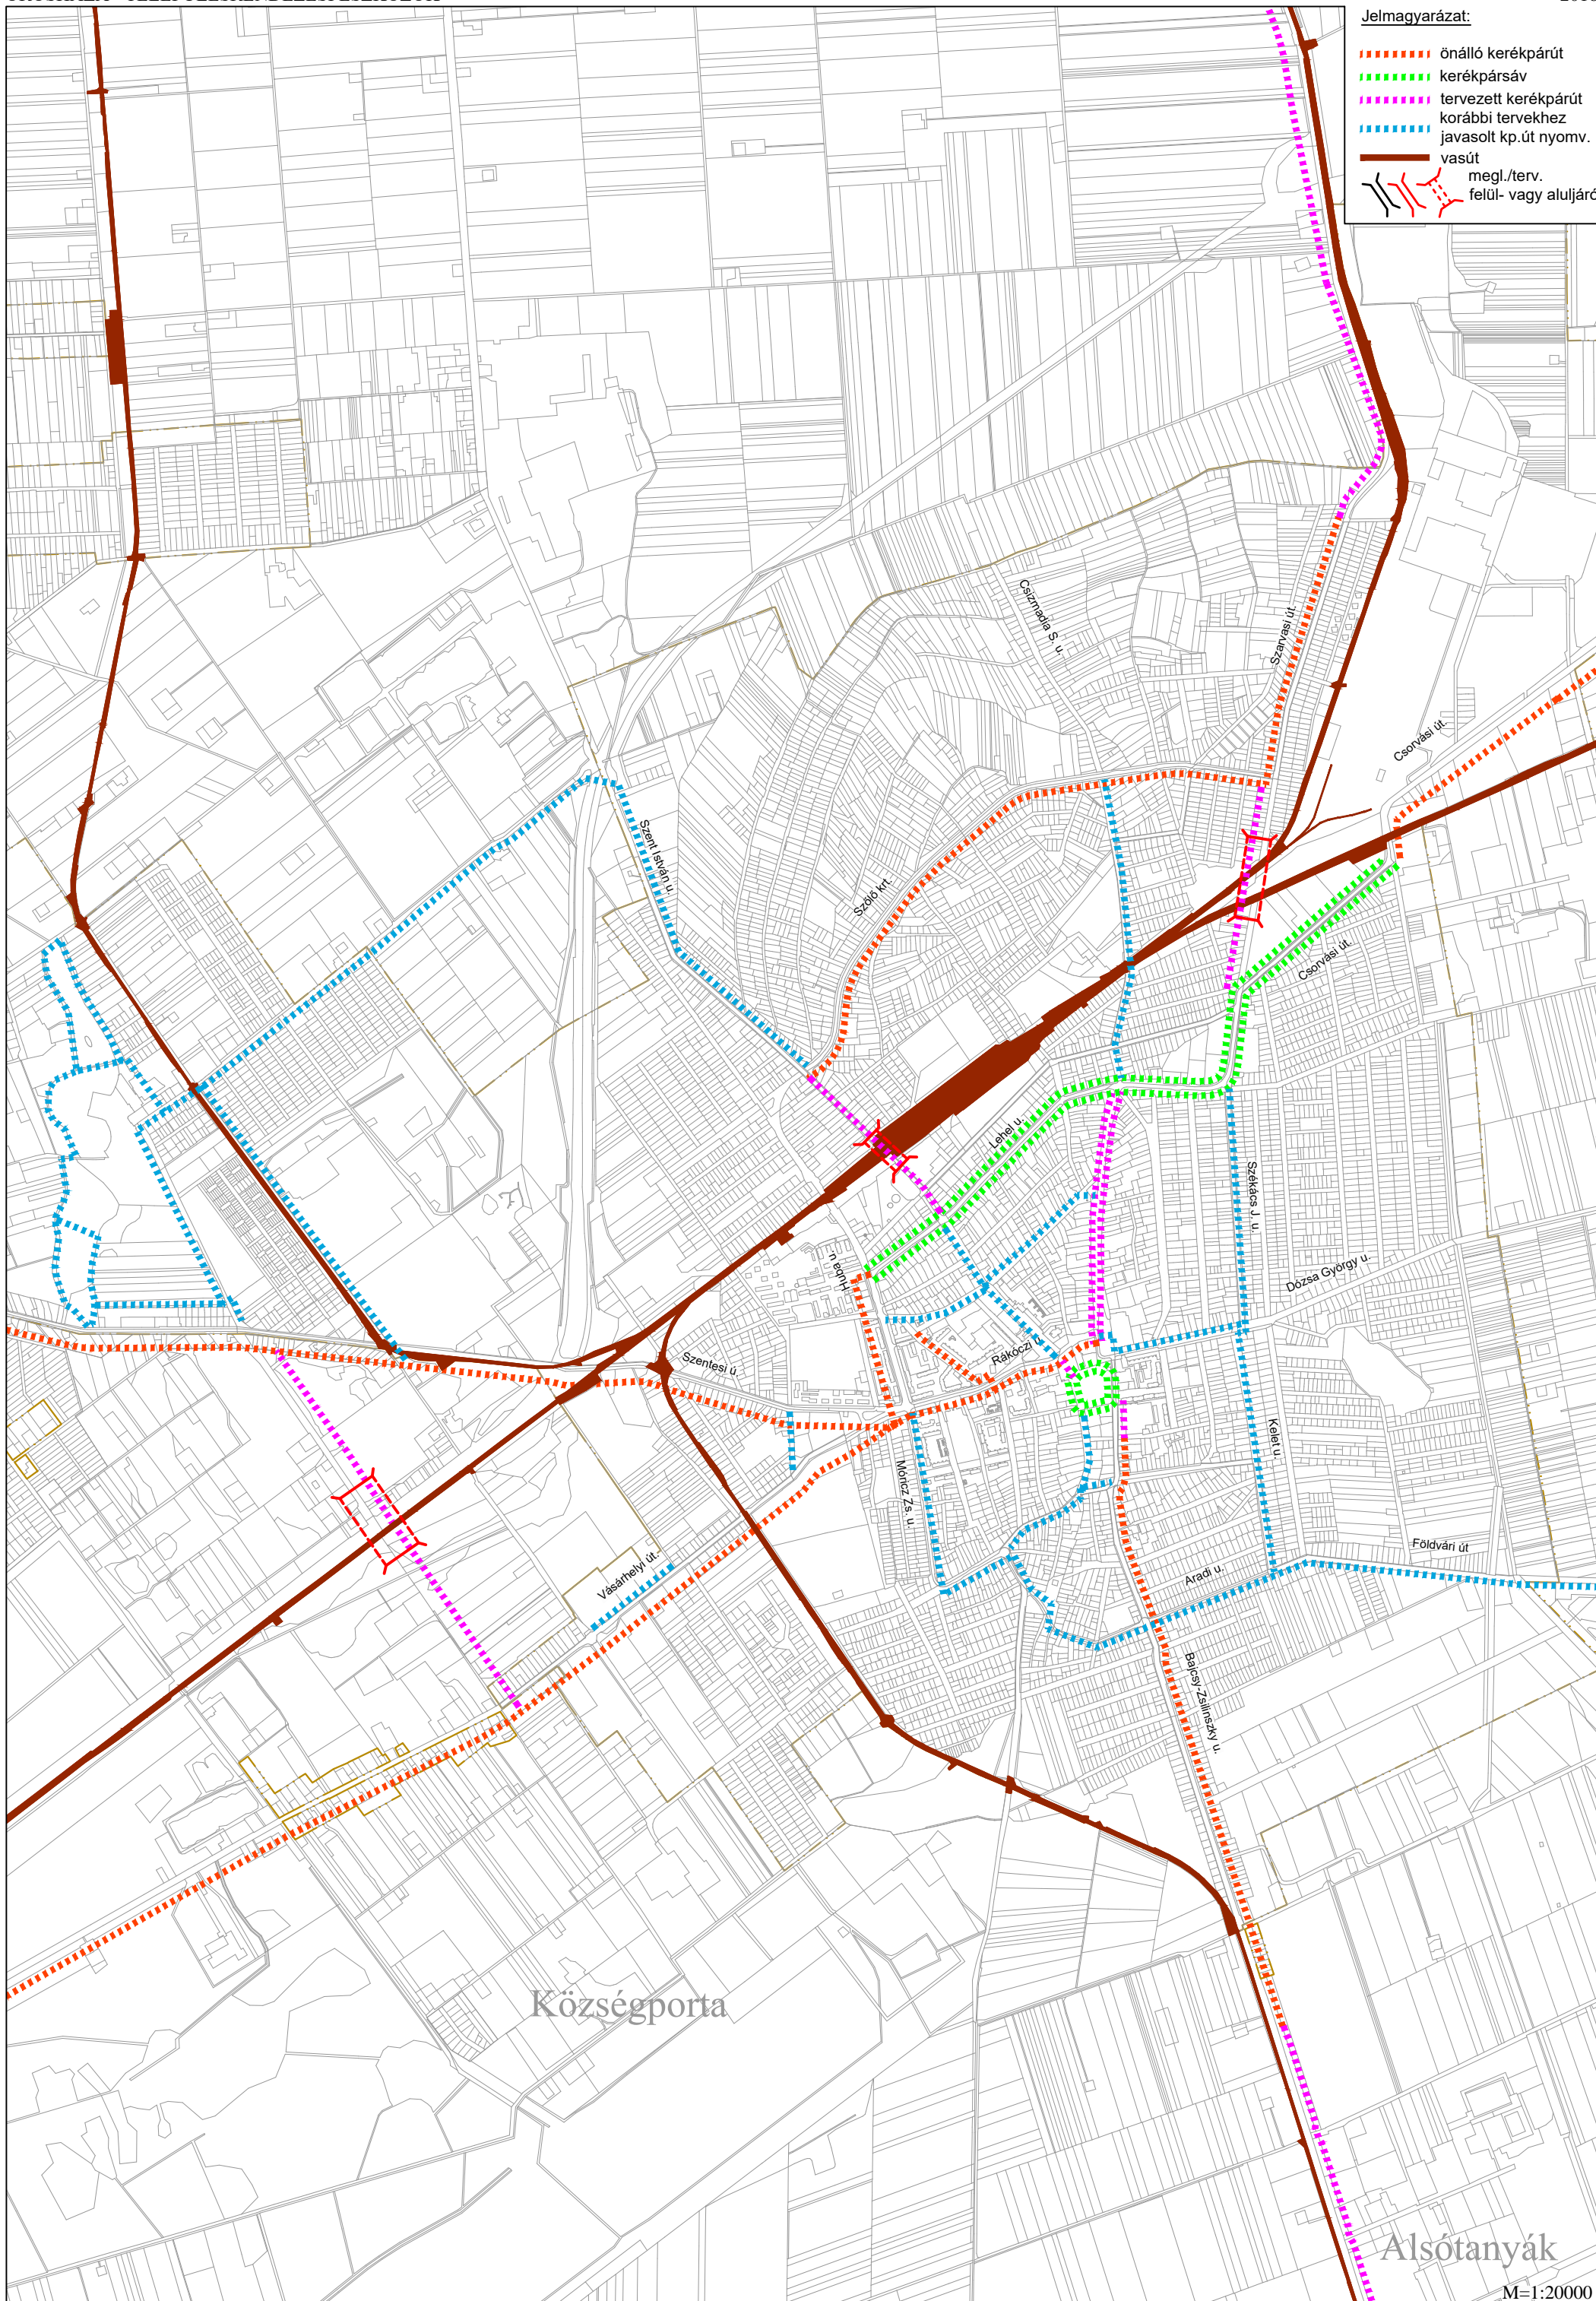 Jelmagyarázat:
önálló kerékpárút
kerékpársáv
tervezett kerékpárút
korábbi tervekhez
javasolt kp.út nyomv.
vasút
megl./terv.
felül- vagy aluljáró
Csizmadia S. u.
Szarvasi út.
Csorvási út.
Szent István u.
Szőlő krt.
Csorvási út.
Lehel u.
Székács J. u.
Huba u.
Dózsa György u.
Rákóczi u
Szentesi ú
Kelet u.
Móricz Zs. u.
Földvári út
Aradi u.
Vásárhelyi út.
Bajcsy-Zsilinszky u.
Községporta
Alsótanyák
M=1:20000